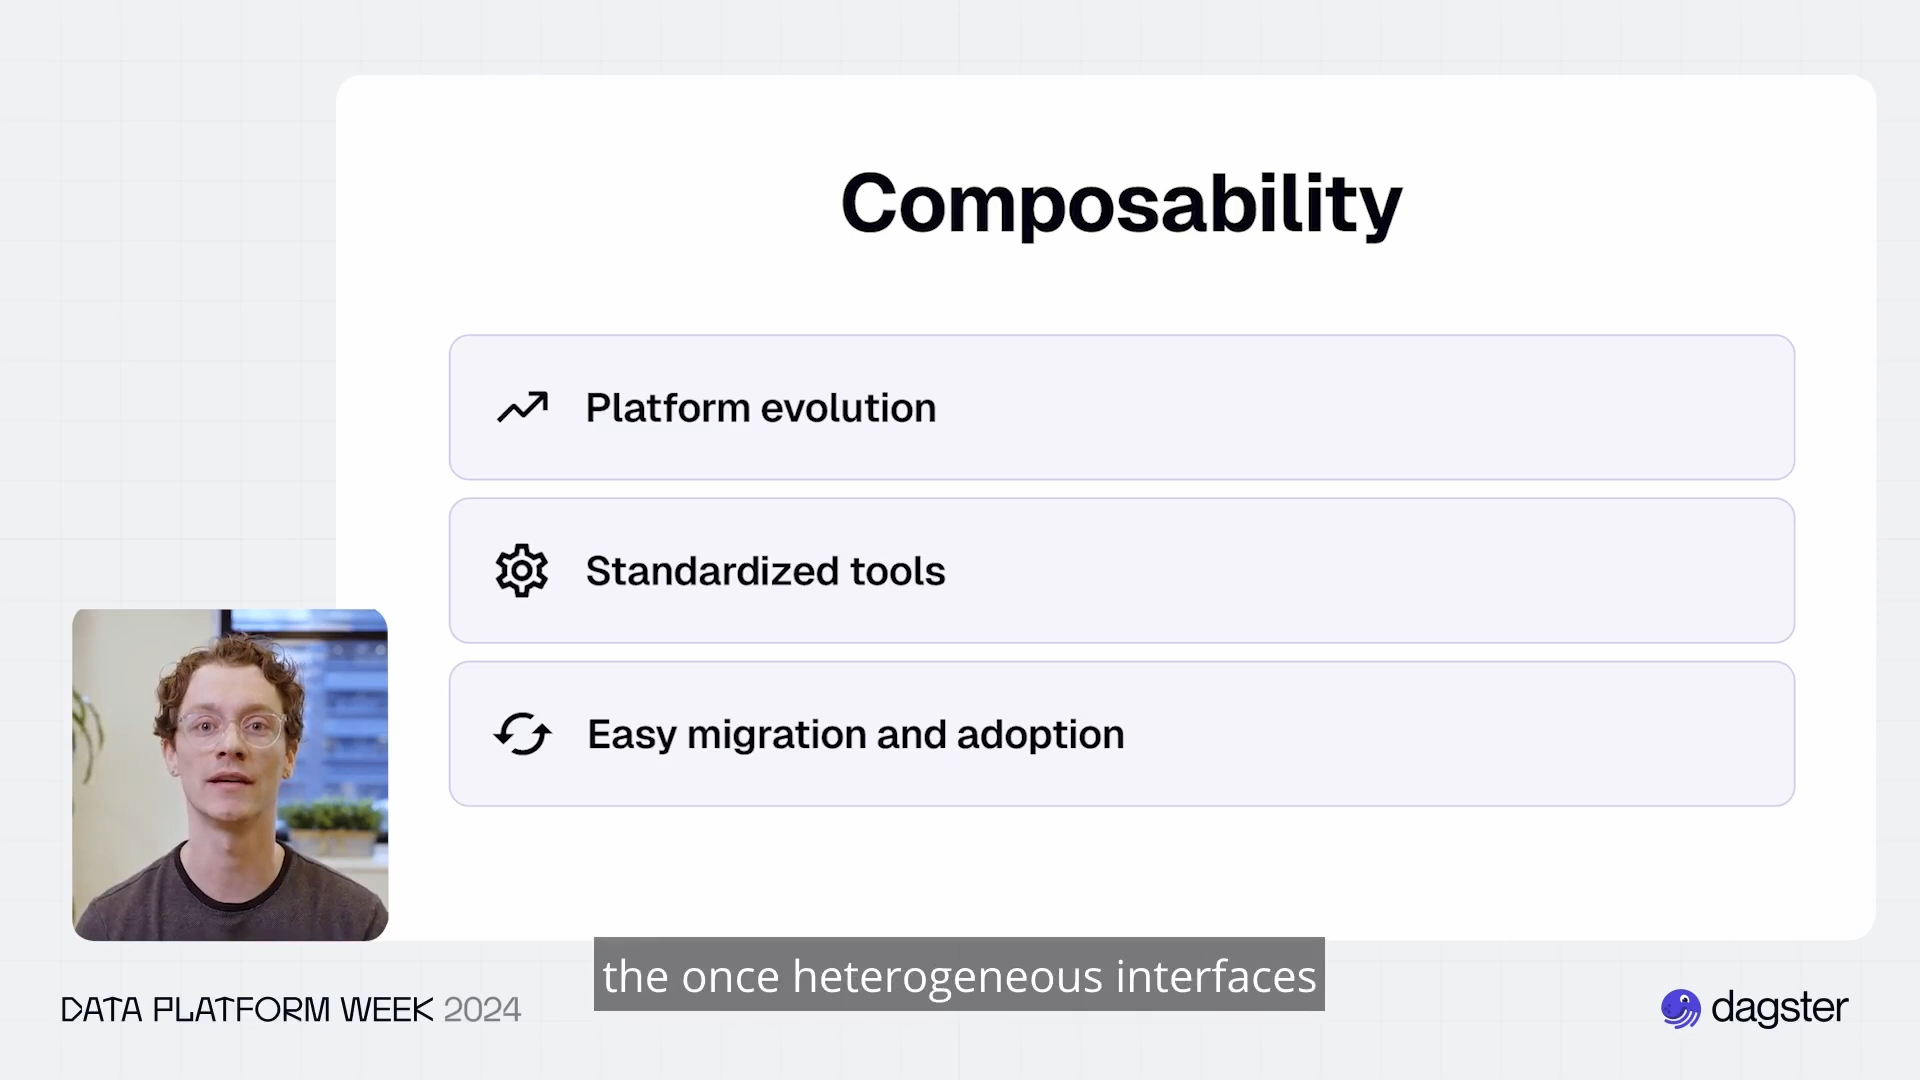 Composability
Platform evolution
Standardized tools
Easy migration and adoption
the once heterogeneous interfaces
DATA PLATFORM WEEK 2024
dagster